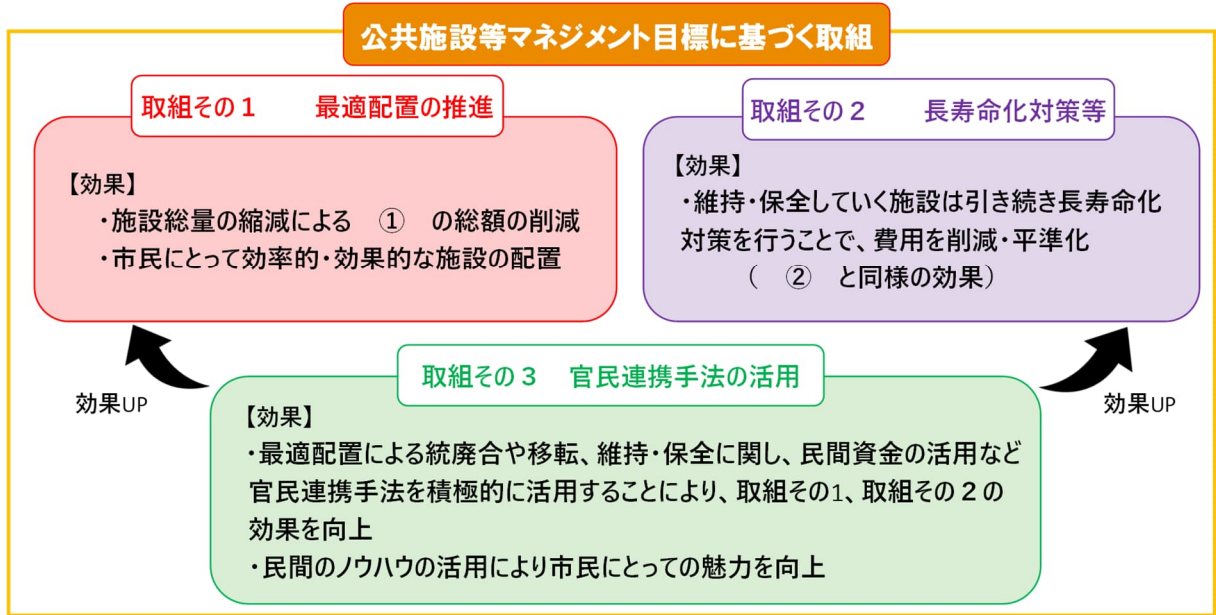 公共施設等マネジメント目標に基づく取組
取組その１　最適配置の推進
【効果】
・施設総量の縮減による　①　の総額の削減
・市民にとって効率的・効果的な施設の配置
取組その２　長寿命化対策等
【効果】
・維持・保全していく施設は引き続き長寿命化
対策を行うことで、費用を削減・平準化
（　②　と同様の効果）
効果UP
効果UP
取組その３　官民連携手法の活用
【効果】
・最適配置による統廃合や移転、維持・保全に関し、民間資金の活用など
官民連携手法を積極的に活用することにより、取組その1、取組その２の
効果を向上
・民間のノウハウの活用により市民にとっての魅力を向上